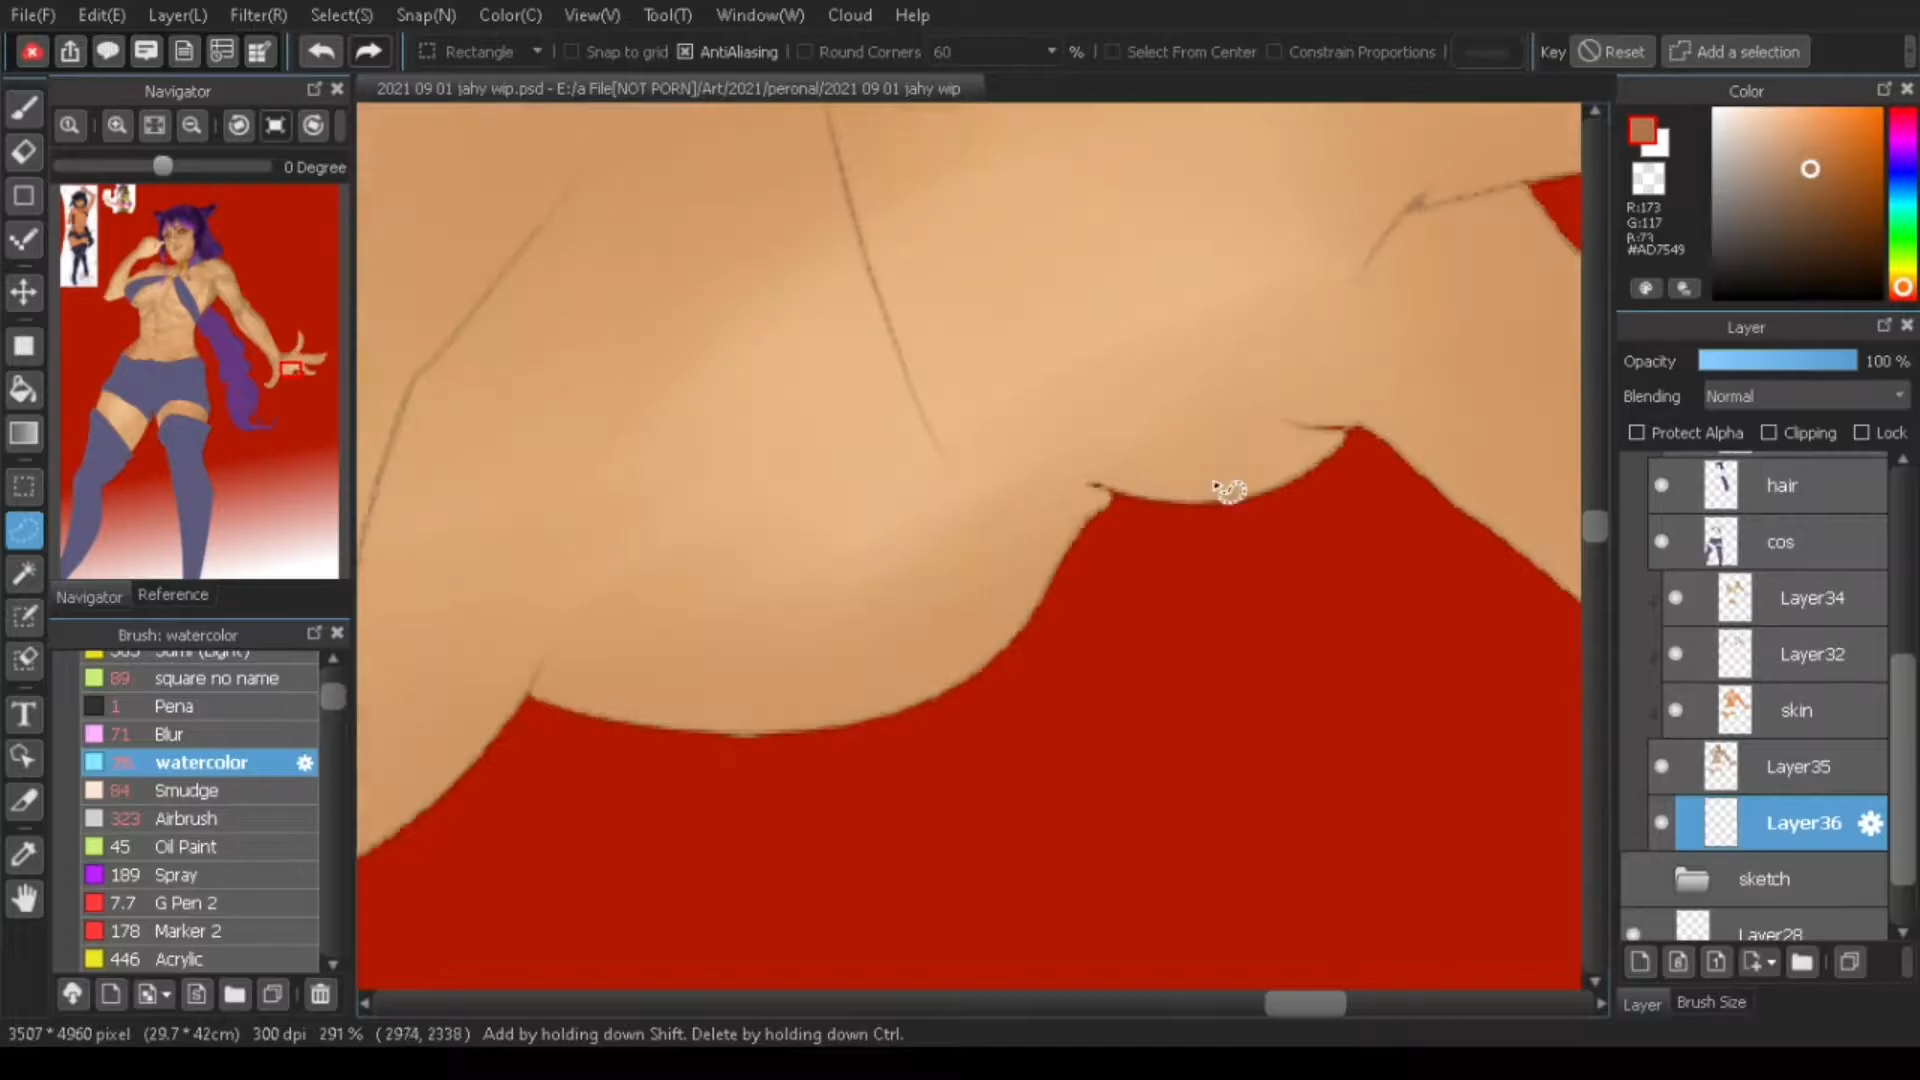 File(F) Edit(E) Layer(L) Filter(R) Select(S) Snap(N) Color(C) View(V) Tool(T) Window(W) Cloud Help
Rectangle Snap to grid AntiAliasing Round Corners 60 % Select From Center Constrain Proportions Key Reset Add a selection
Navigator
2021 09 01 jahy wip.psd - E:/a File[NOT PORN]/Art/2021/peronal/2021 09 01 jahy wip
Color
0 Degree
R:173
G:117
B:73
#AD7549
Layer
Opacity 100 %
Blending Normal
Protect Alpha Clipping Lock
hair
cos
Layer34
Layer32
skin
Layer35
Layer36
sketch
Layer28
Layer Brush Size
Navigator Reference
Brush: watercolor
Sumi (Light)
89 square no name
1 Pena
71 Blur
watercolor
84 Smudge
323 Airbrush
45 Oil Paint
189 Spray
7.7 G Pen 2
178 Marker 2
446 Acrylic
3507 * 4960 pixel (29.7 * 42cm) 300 dpi 291 % ( 2974, 2338 ) Add by holding down Shift. Delete by holding down Ctrl.